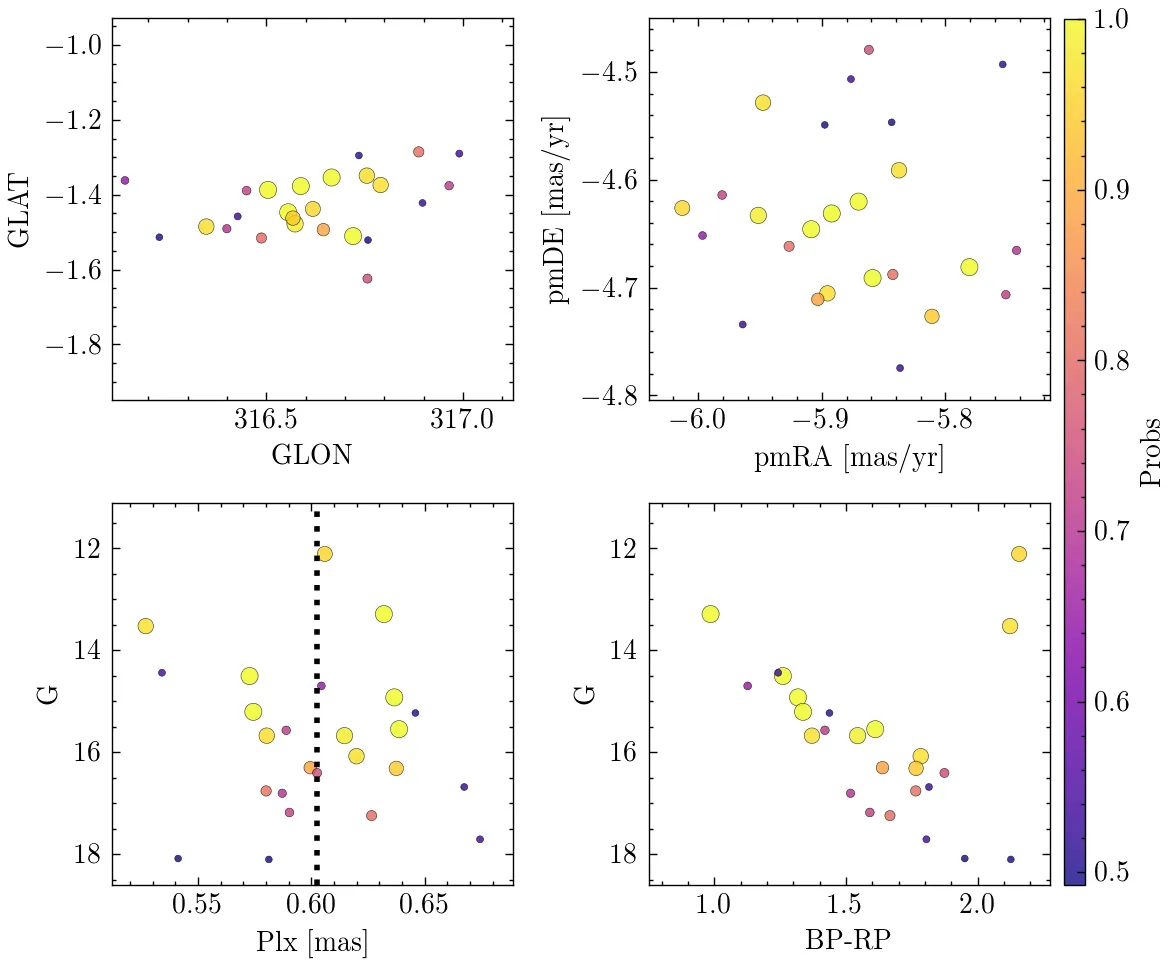 −1.0
−1.2
−1.4
−1.6
−1.8
GLAT
316.5 317.0
GLON
−4.5
−4.6
−4.7
−4.8
pmDE [mas/yr]
−6.0 −5.9 −5.8
pmRA [mas/yr]
12
14
16
18
G
0.55 0.60 0.65
Plx [mas]
12
14
16
18
G
1.0 1.5 2.0
BP-RP
1.0
0.9
0.8
0.7
0.6
0.5
Probs